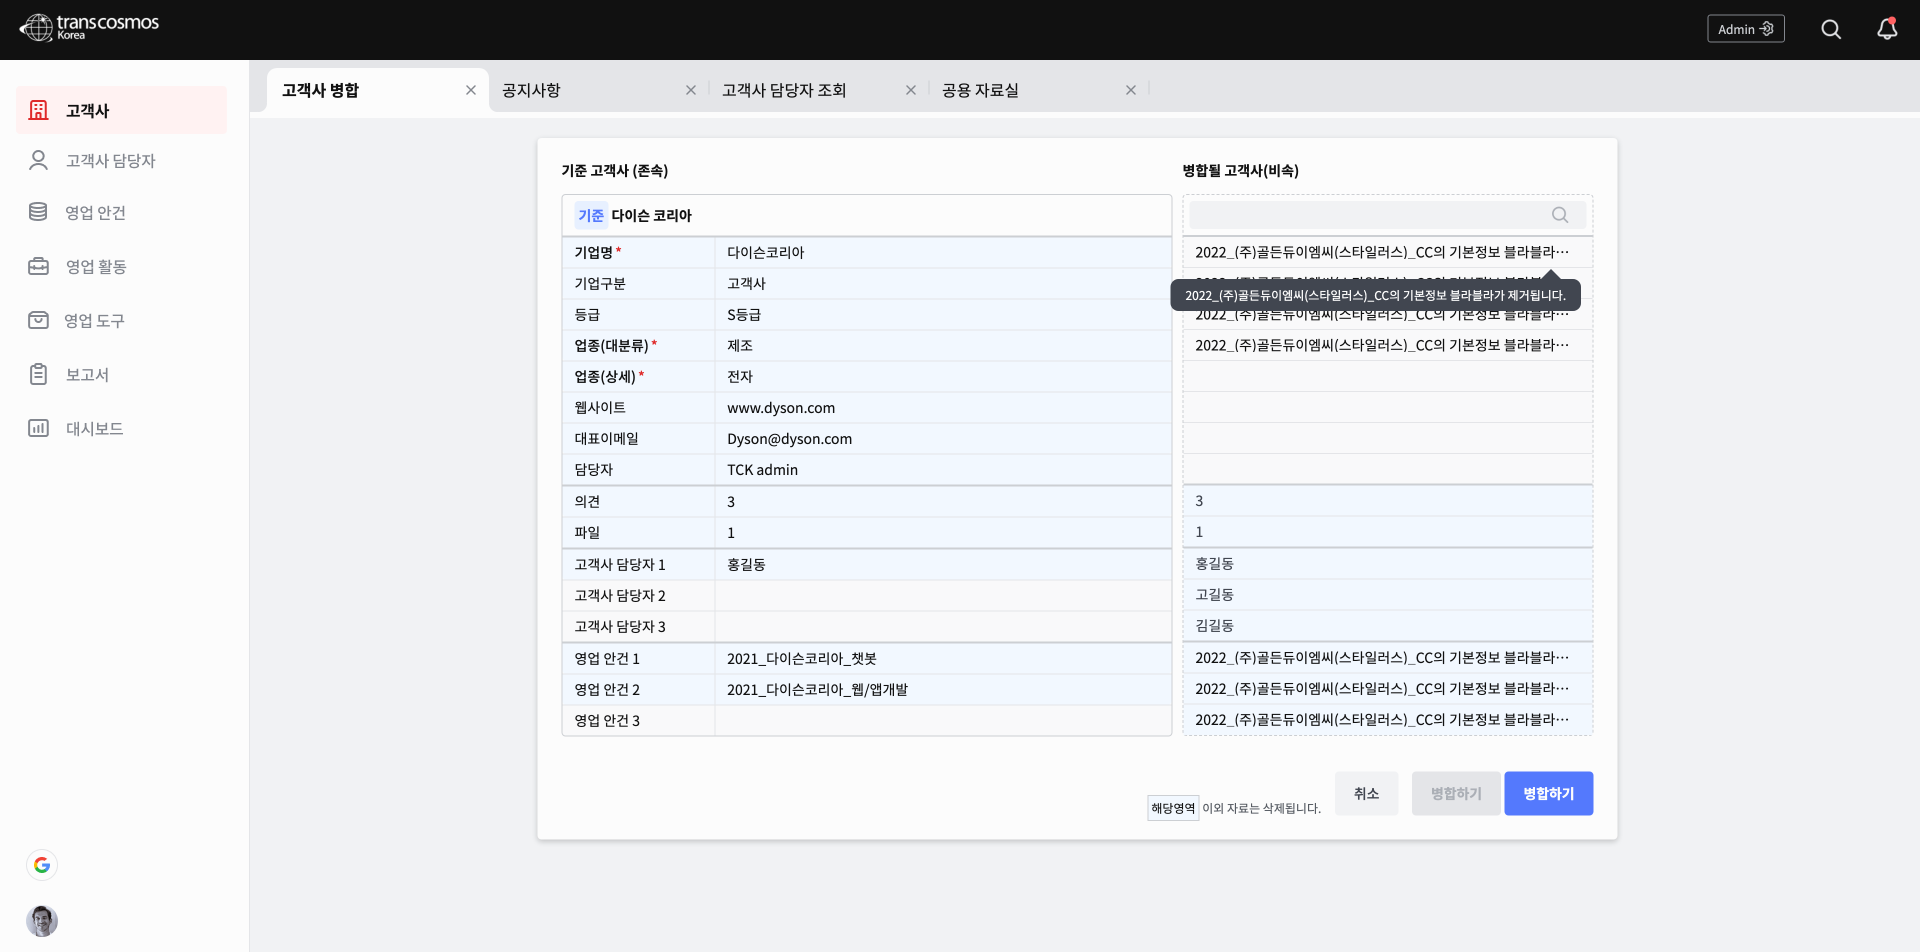 transcosmos
Korea
Admin
고객사
고객사 담당자
영업 안건
영업 활동
영업 도구
보고서
대시보드
고객사 병합
공지사항
고객사 담당자 조회
공용 자료실
기준 고객사 (존속)
기준 다이슨 코리아
기업명 * 다이슨코리아
기업구분 고객사
등급 S등급
업종(대분류) * 제조
업종(상세) * 전자
웹사이트 www.dyson.com
대표이메일 Dyson@dyson.com
담당자 TCK admin
의견 3
파일 1
고객사 담당자 1 홍길동
고객사 담당자 2
고객사 담당자 3
영업 안건 1 2021_다이슨코리아_챗봇
영업 안건 2 2021_다이슨코리아_웹/앱개발
영업 안건 3
병합될 고객사(비속)
2022_(주)골든듀이엠씨(스타일러스)_CC의 기본정보 블라블라…
2022_(주)골든듀이엠씨(스타일러스)_CC의 기본정보 블라블라가 제거됩니다.
2022_(주)골든듀이엠씨(스타일러스)_CC의 기본정보 블라블라…
2022_(주)골든듀이엠씨(스타일러스)_CC의 기본정보 블라블라…
3
1
홍길동
고길동
김길동
2022_(주)골든듀이엠씨(스타일러스)_CC의 기본정보 블라블라…
2022_(주)골든듀이엠씨(스타일러스)_CC의 기본정보 블라블라…
2022_(주)골든듀이엠씨(스타일러스)_CC의 기본정보 블라블라…
해당영역 이외 자료는 삭제됩니다.
취소
병합하기
병합하기